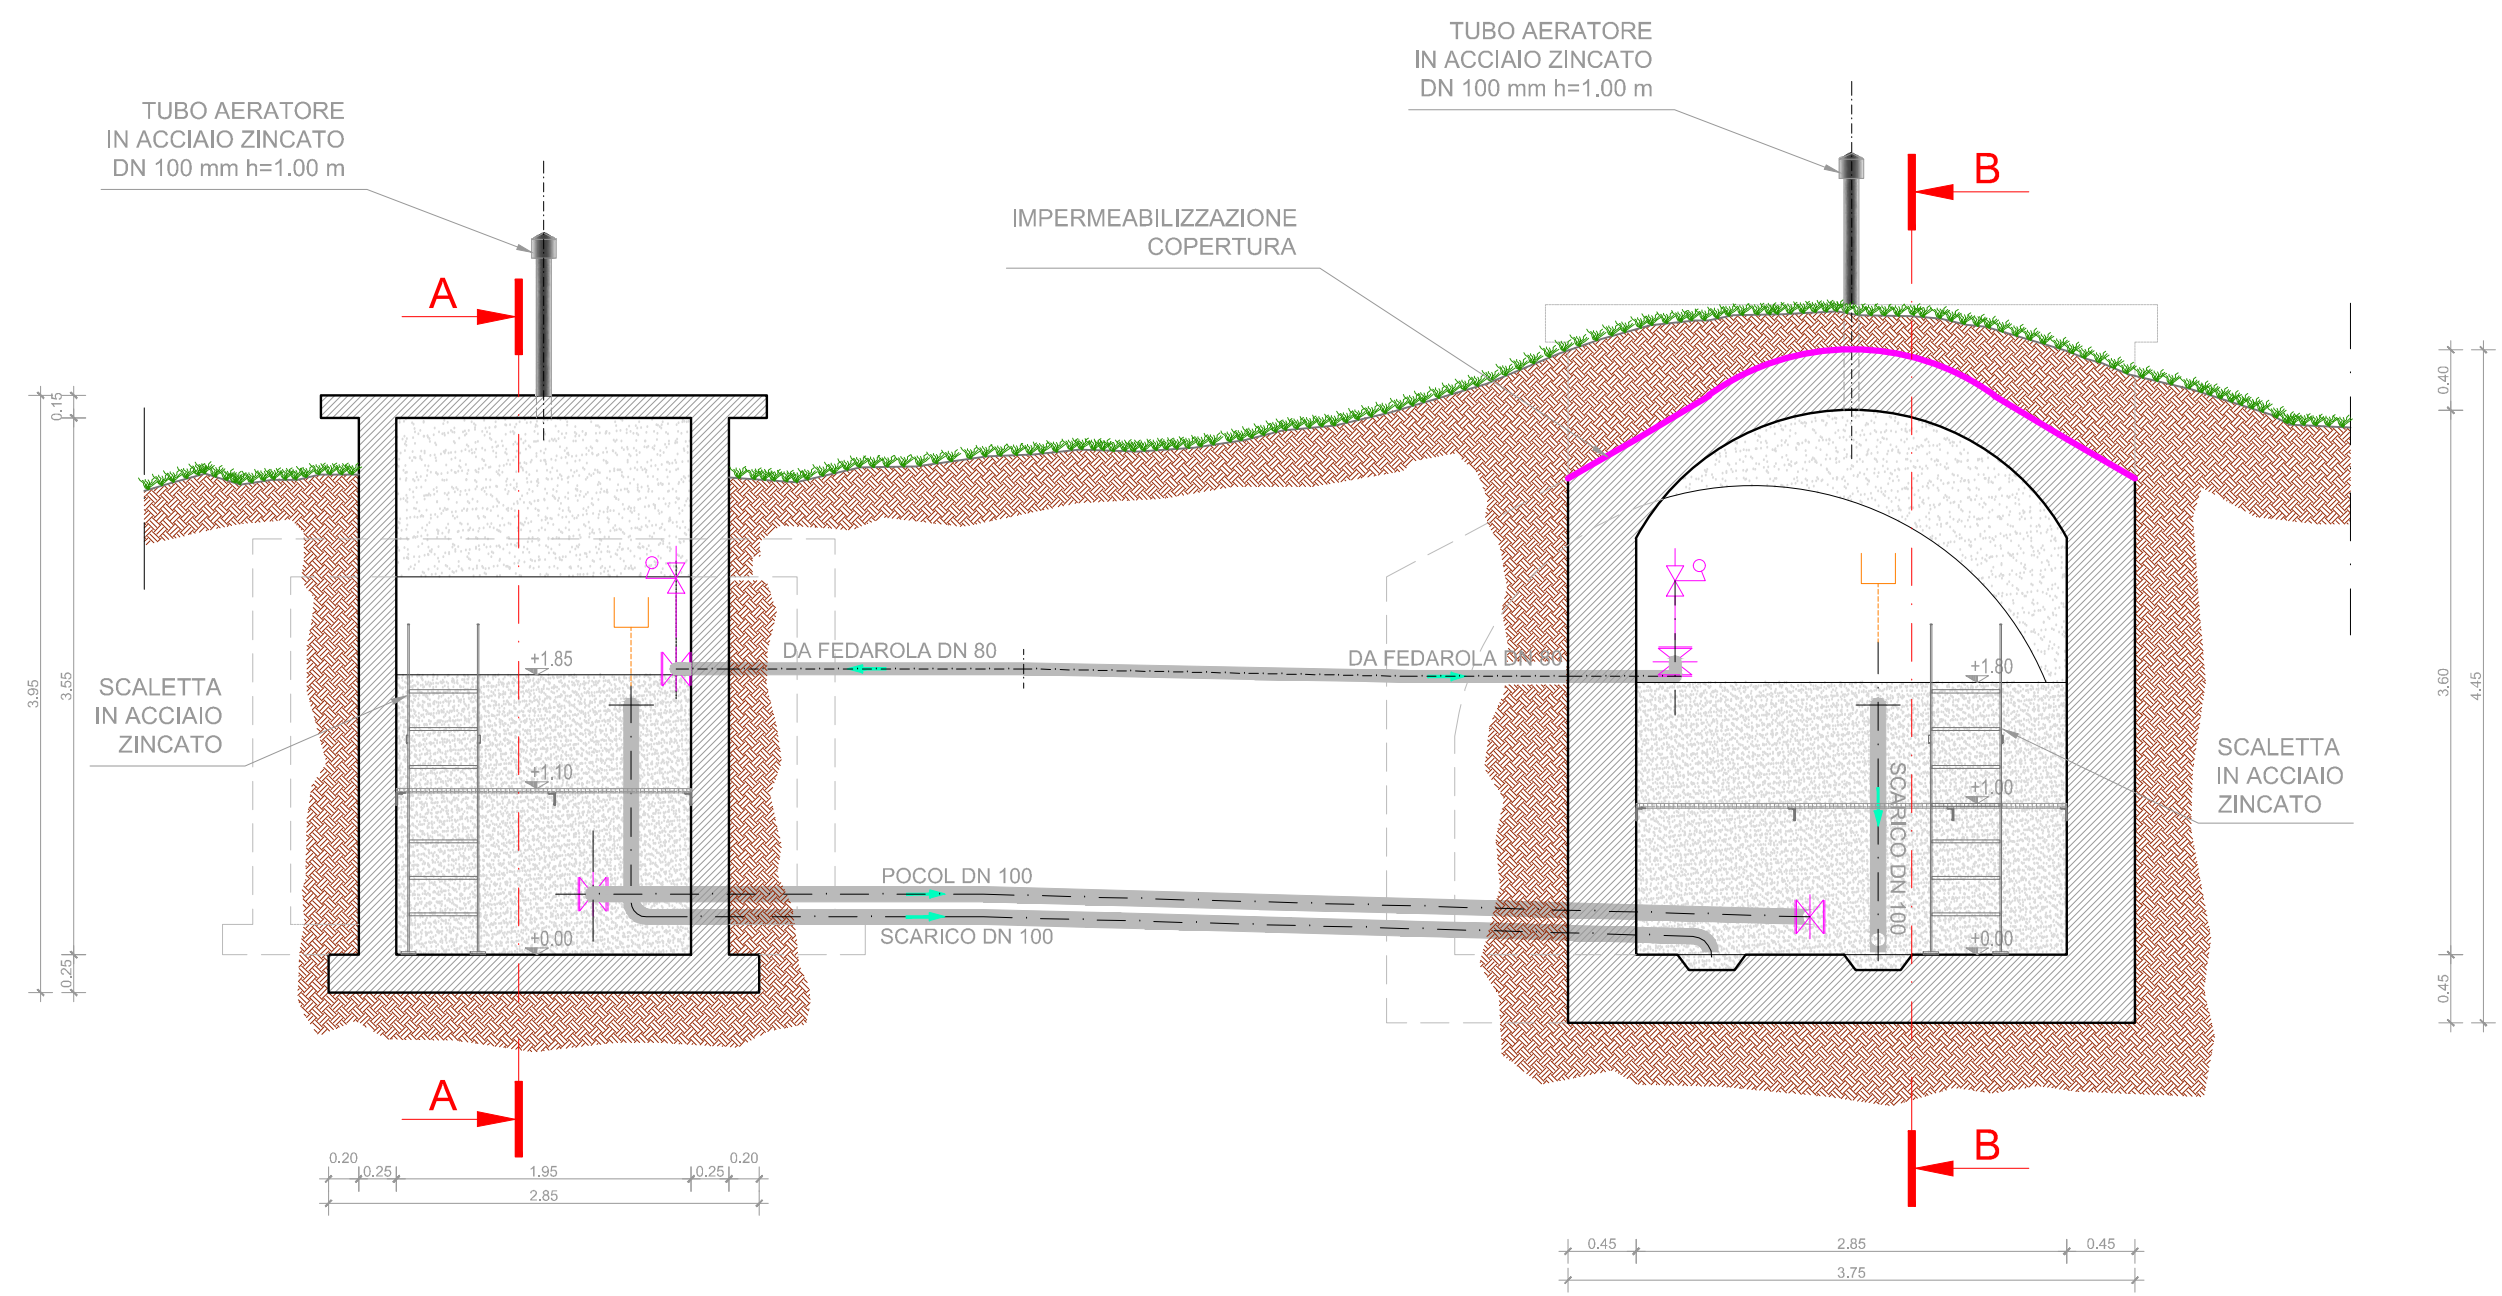 TUBO AERATORE
IN ACCIAIO ZINCATO
DN 100 mm h=1.00 m
TUBO AERATORE
IN ACCIAIO ZINCATO
DN 100 mm h=1.00 m
B
IMPERMEABILIZZAZIONE
COPERTURA
A
0.15
3.55
3.95
0.25
0.40
3.60
4.45
0.45
DA FEDAROLA DN 80
DA FEDAROLA DN 80
+1.85
+1.80
SCALETTA
IN ACCIAIO
ZINCATO
+1.10
+1.00
SCARICO DN 100
SCALETTA
IN ACCIAIO
ZINCATO
POCOL DN 100
SCARICO DN 100
+0.00
+0.00
A
B
0.20
0.25
1.95
0.25
0.20
2.85
0.45
2.85
0.45
3.75